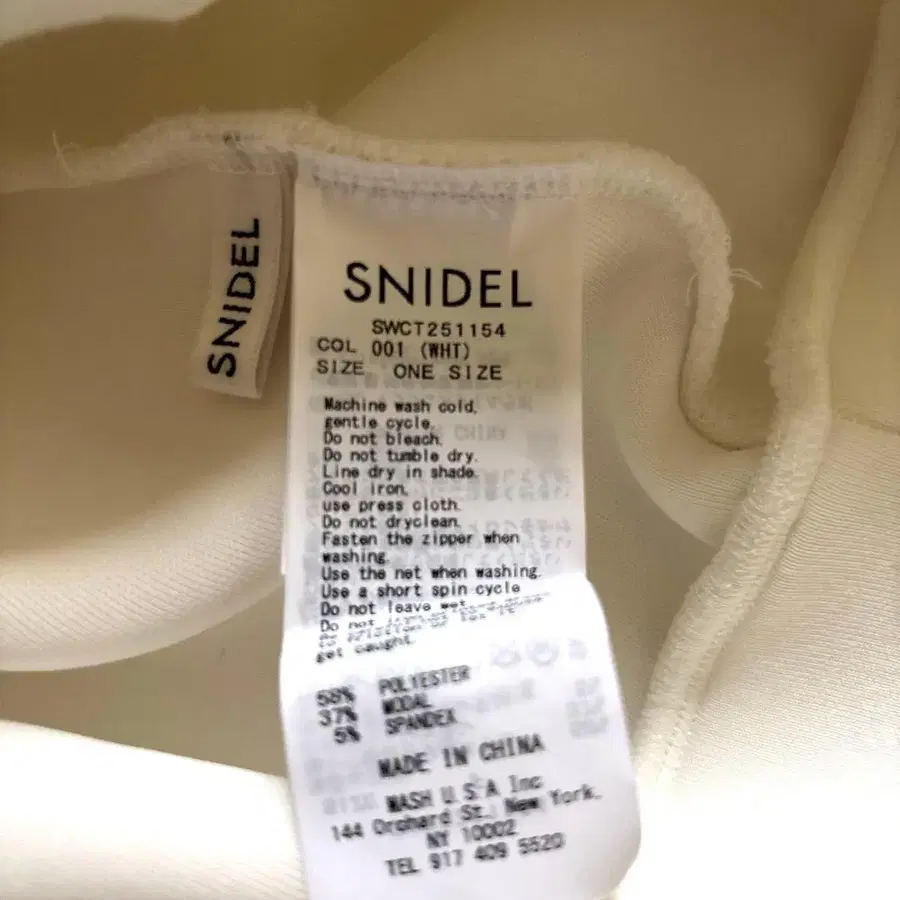 SNIDEL
SNIDEL
SWCT251154
COL 001 (WHT)
SIZE ONE SIZE
Machine wash cold,
gentle cycle.
Do not bleach.
Do not tumble dry.
Line dry in shade.
Cool iron,
use press cloth.
Do not dryclean.
Fasten the zipper when
washing.
Use the net when washing.
Use a short spin cycle
Do not leave wet
Do not
get caught.
58% POLYESTER
37% MODAL
5% SPANDEX
MADE IN CHINA
MASH U.S.A Inc
144 Orchard St., New York,
NY 10002
TEL 917 409 5520